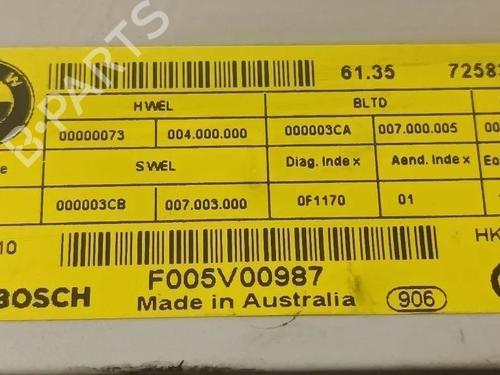 61.35 7258
HWEL BLTD
00000073 004.000.000 000003CA 007.000.005
SWEL Diag. Index Aend. Index
000003CB 007.003.000 0F1170 01
10 HK
F005V00987
BOSCH Made in Australia 906
B-PARTS